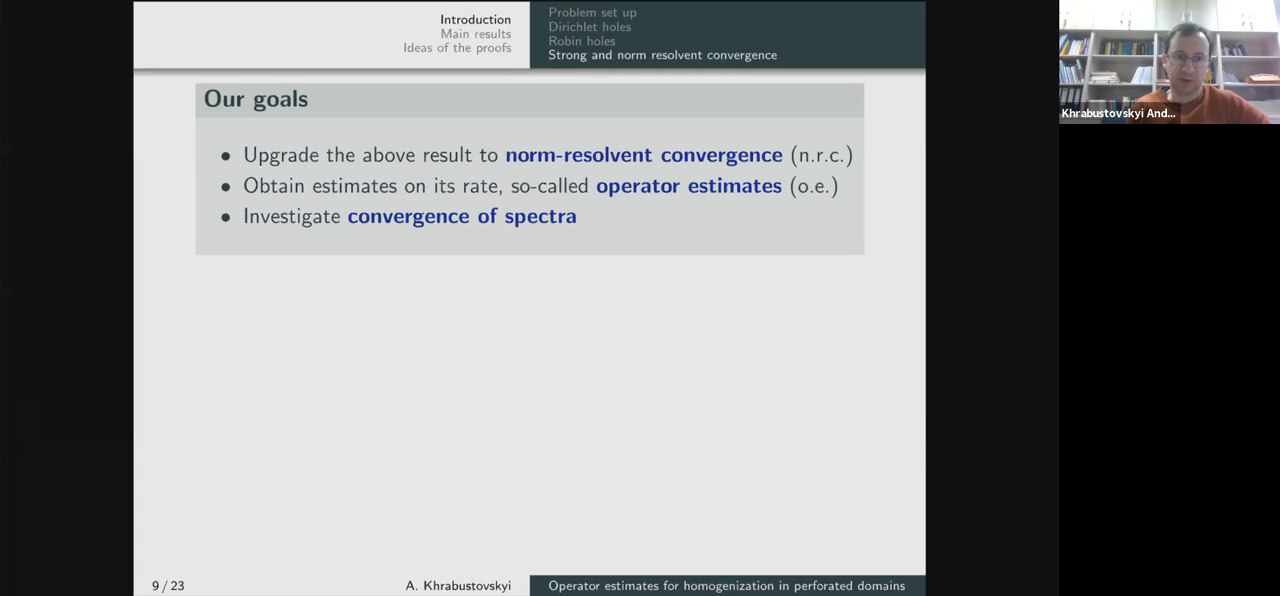 Introduction
Main results
Ideas of the proofs
Problem set up
Dirichlet holes
Robin holes
Strong and norm resolvent convergence
Our goals
• Upgrade the above result to norm-resolvent convergence (n.r.c.)
• Obtain estimates on its rate, so-called operator estimates (o.e.)
• Investigate convergence of spectra
9 / 23
A. Khrabustovskyi
Operator estimates for homogenization in perforated domains
Khrabustovskyi And...